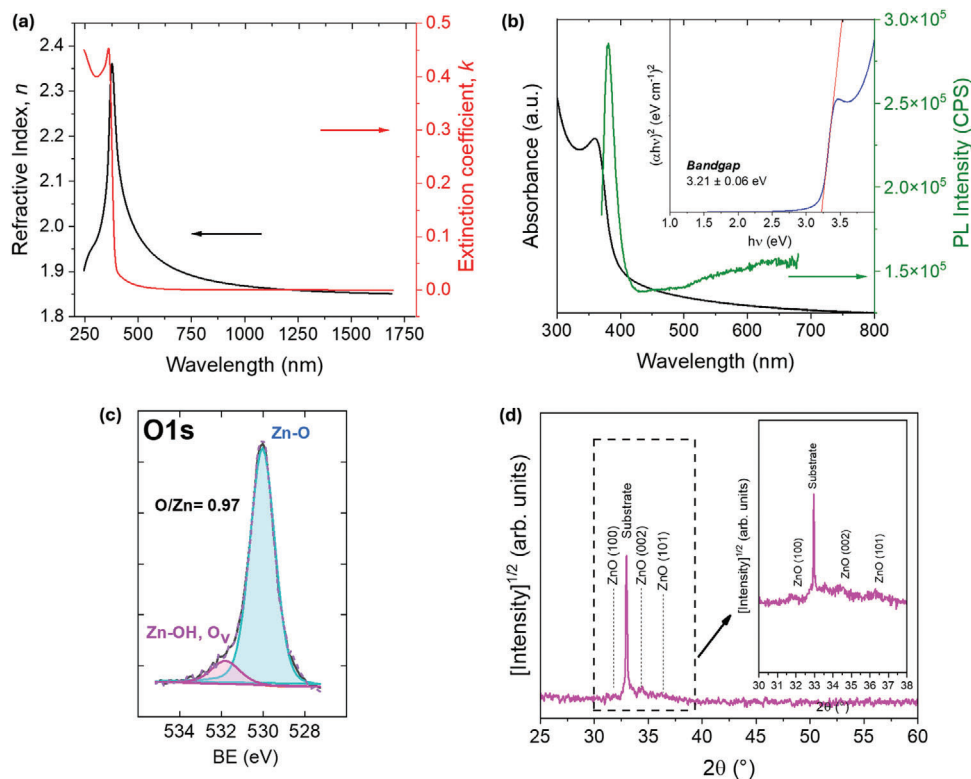 (a)
Refractive Index, n
2.4
2.3
2.2
2.1
2.0
1.9
1.8
250
500
750
1000
1250
1500
1750
Wavelength (nm)
0.5
0.4
0.3
0.2
0.1
0.0
Extinction coefficient, k
(b)
Absorbance (a.u.)
300
400
500
600
700
800
Wavelength (nm)
3.0×10⁵
2.5×10⁵
2.0×10⁵
1.5×10⁵
PL Intensity (CPS)
(αhν)² (eV cm⁻¹)²
Bandgap
3.21 ± 0.06 eV
1.0
1.5
2.0
2.5
3.0
3.5
hν (eV)
(c)
O1s
Zn-O
O/Zn= 0.97
Zn-OH, Oᵥ
534
532
530
528
BE (eV)
(d)
[Intensity]¹/² (arb. units)
ZnO (100)
Substrate
ZnO (002)
ZnO (101)
25
30
35
40
45
50
55
60
2θ (°)
[Intensity]¹/² (arb. units)
ZnO (100)
Substrate
ZnO (002)
ZnO (101)
30
31
32
33
34
35
36
37
38
2θ (°)